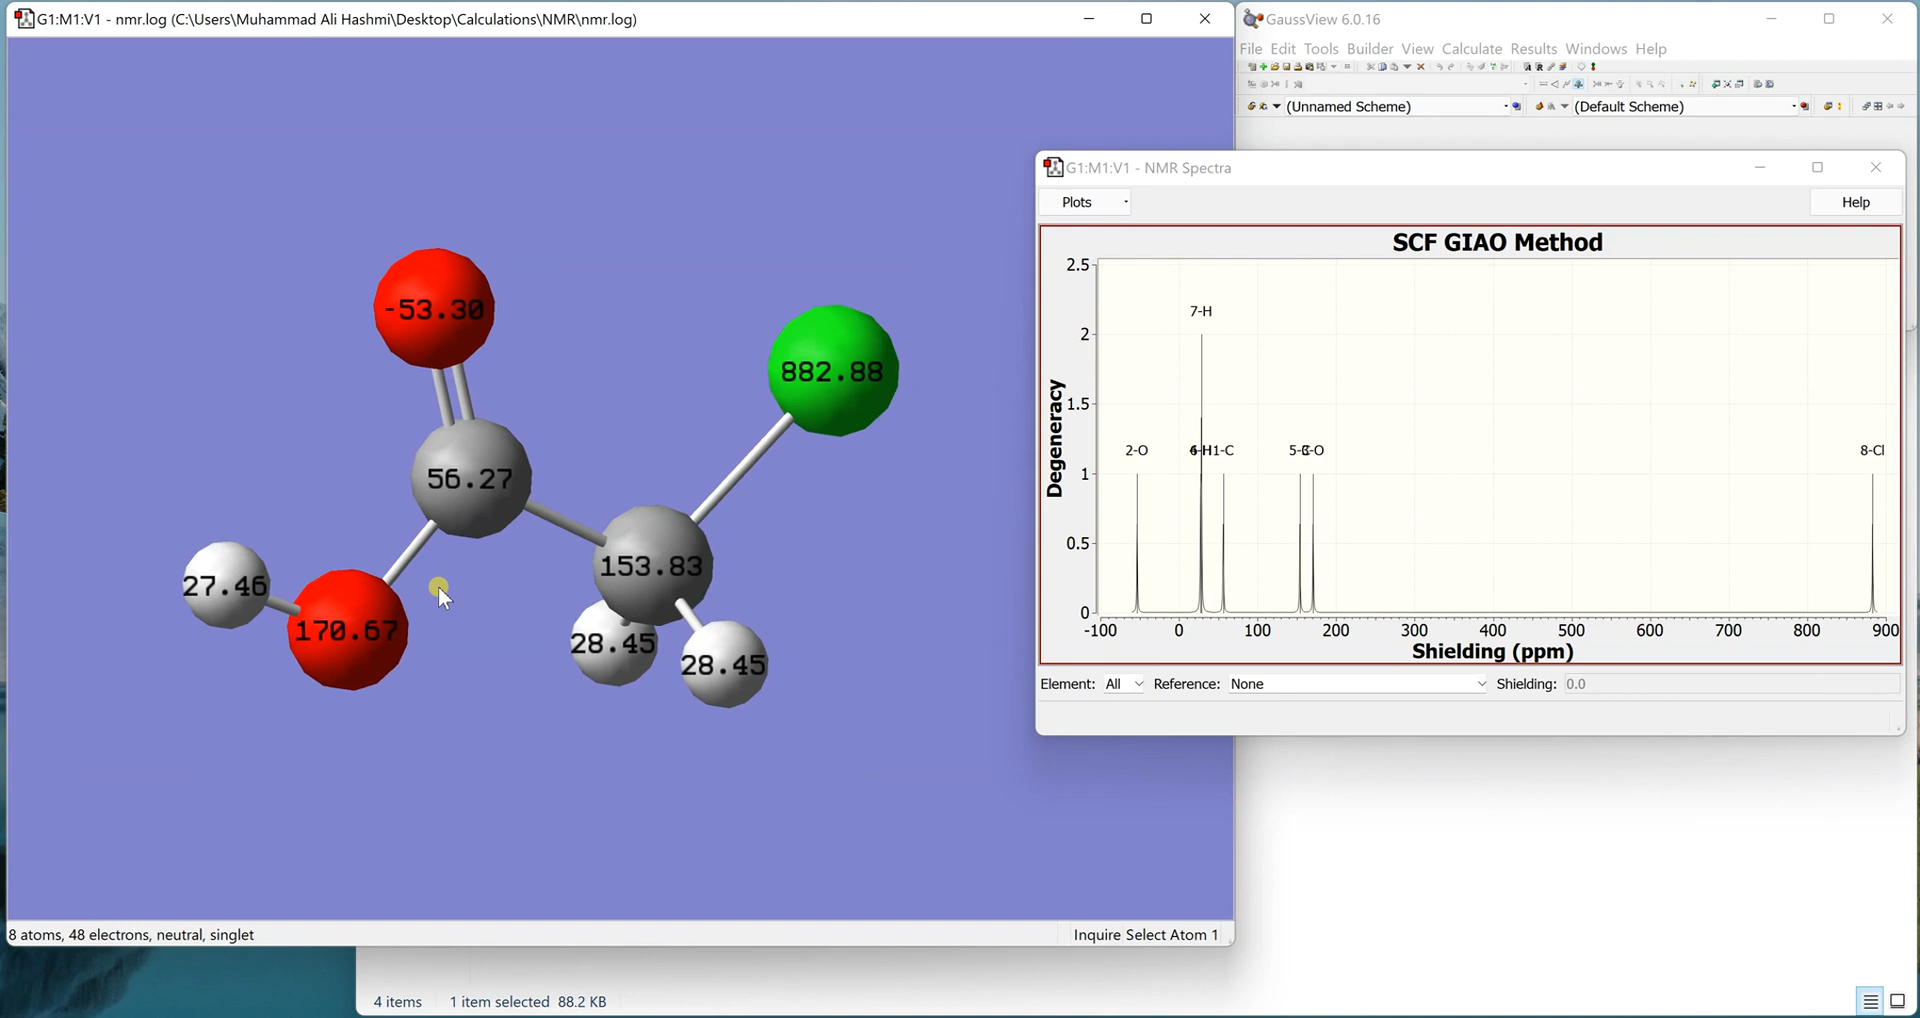 G1:M1:V1 - nmr.log (C:\Users\Muhammad Ali Hashmi\Desktop\Calculations\NMR\nmr.log)
-53.30
882.88
56.27
153.83
27.46
170.67
28.45
28.45
8 atoms, 48 electrons, neutral, singlet
Inquire Select Atom 1
GaussView 6.0.16
File Edit Tools Builder View Calculate Results Windows Help
(Unnamed Scheme)
(Default Scheme)
G1:M1:V1 - NMR Spectra
Plots
Help
SCF GIAO Method
2.5
2
1.5
1
0.5
0
Degeneracy
7-H
2-O
1-C
8-Cl
-100 0 100 200 300 400 500 600 700 800 900
Shielding (ppm)
Element: All Reference: None Shielding: 0.0
4 items 1 item selected 88.2 KB